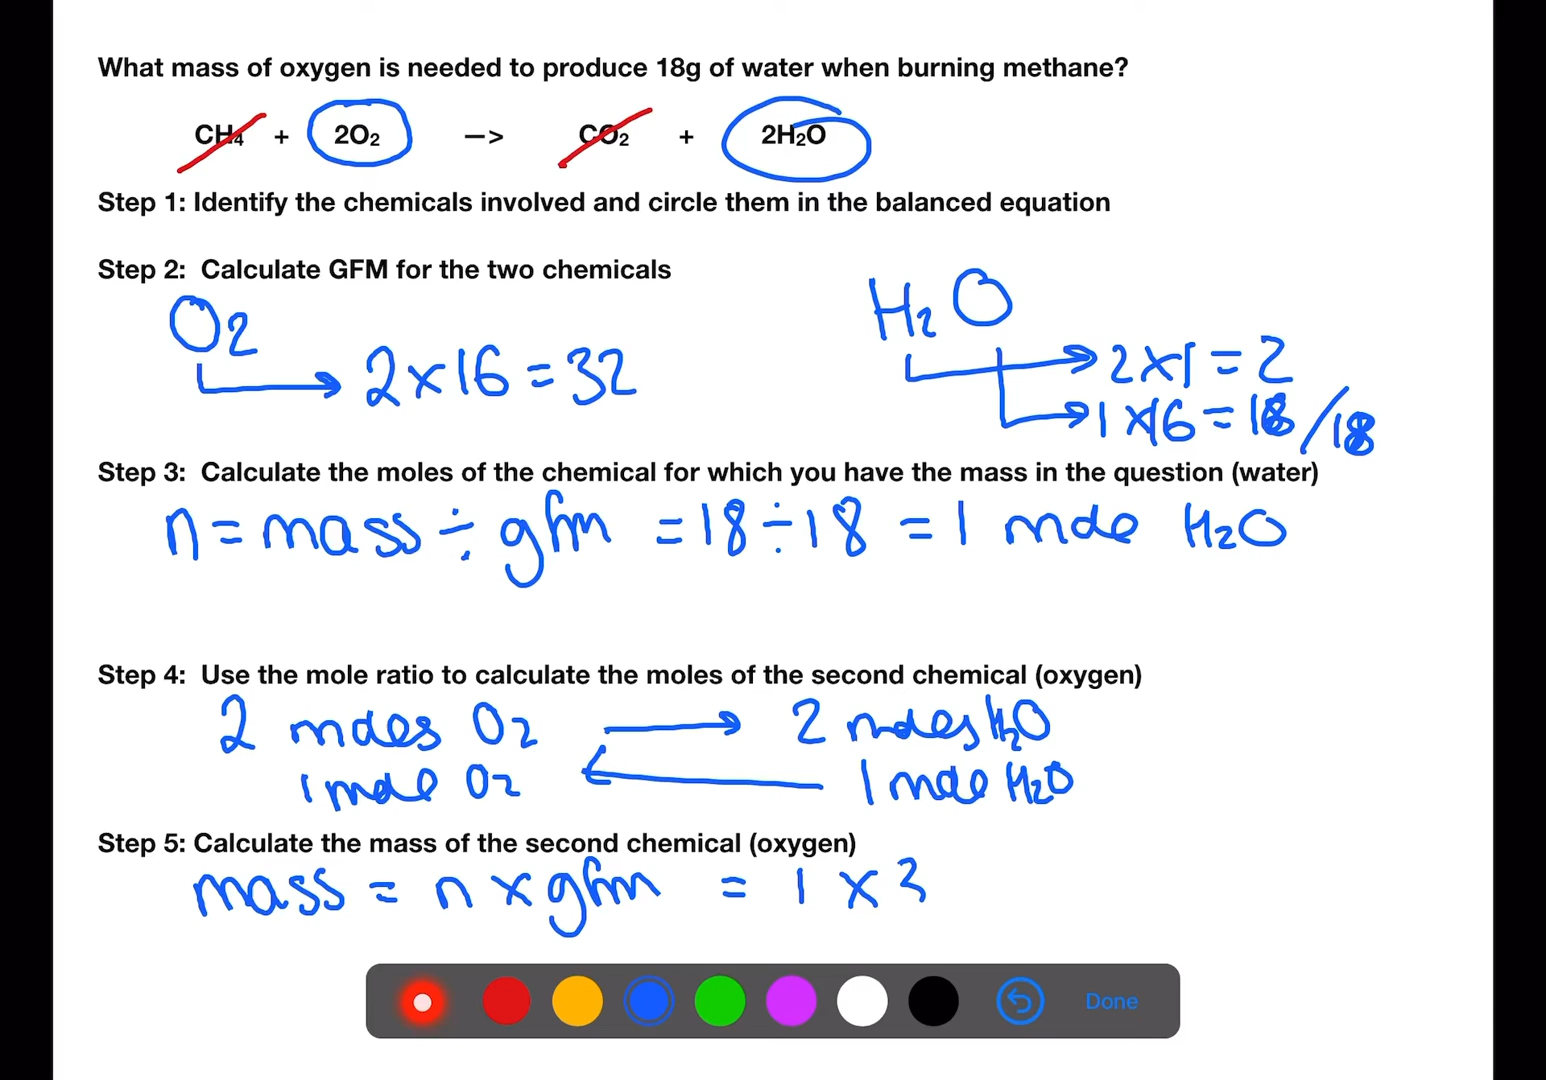 What mass of oxygen is needed to produce 18g of water when burning methane?
CH₄ + 2O₂ —> CO₂ + 2H₂O
Step 1: Identify the chemicals involved and circle them in the balanced equation
Step 2: Calculate GFM for the two chemicals
O₂ H₂O
2x16=32 2x1=2
1x16=16/18
Step 3: Calculate the moles of the chemical for which you have the mass in the question (water)
n=mass÷gfm =18÷18 = 1 mole H₂O
Step 4: Use the mole ratio to calculate the moles of the second chemical (oxygen)
2 moles O₂ 2 moles H₂O
1 mole O₂ 1 mole H₂O
Step 5: Calculate the mass of the second chemical (oxygen)
mass = n x gfm = 1 x 3
Done